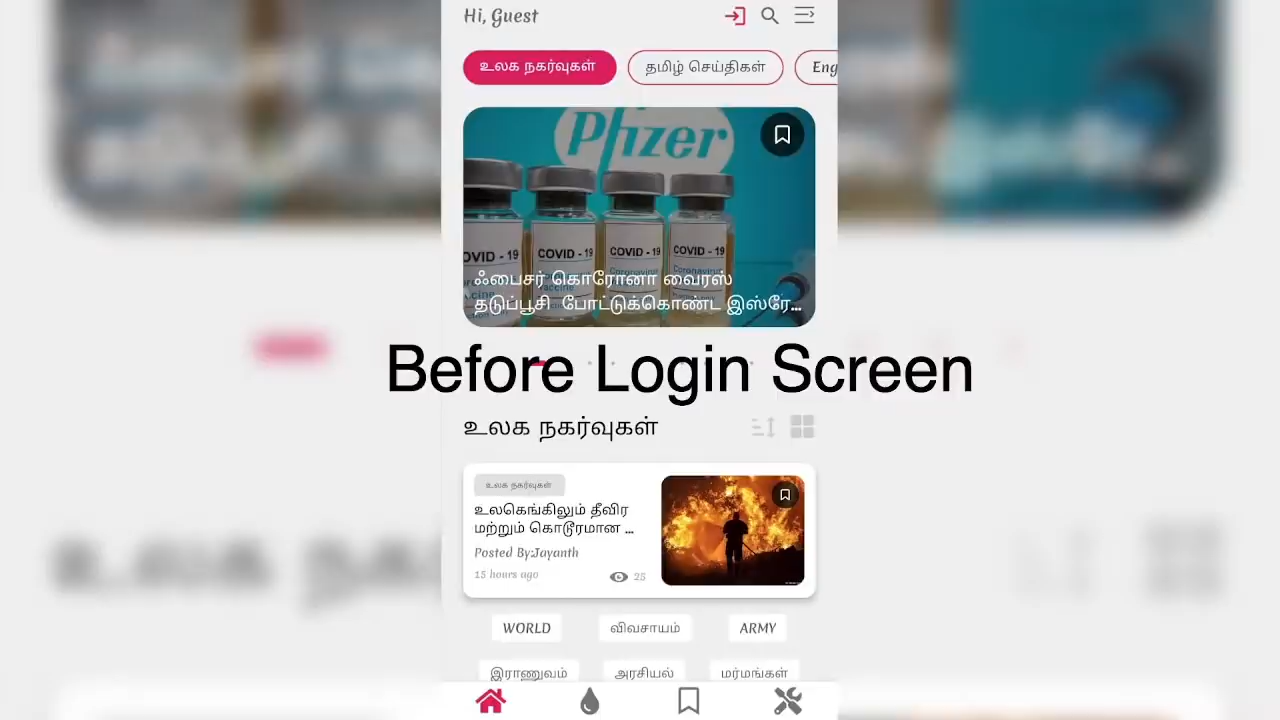 Hi, Guest
உலக நகர்வுகள்
தமிழ் செய்திகள்
Eng
Pfizer
COVID - 19
COVID - 19
COVID - 19
COVID - 19
Coronavirus
vaccine
ஃபைசர் கொரோனா வைரஸ்
தடுப்பூசி போட்டுக்கொண்ட இஸ்ரே...
Before Login Screen
உலக நகர்வுகள்
உலக நகர்வுகள்
உலகெங்கிலும் தீவிர
மற்றும் கொடூரமான ...
Posted By:Jayanth
15 hours ago
25
WORLD
விவசாயம்
ARMY
இராணுவம்
அரசியல்
மர்மங்கள்